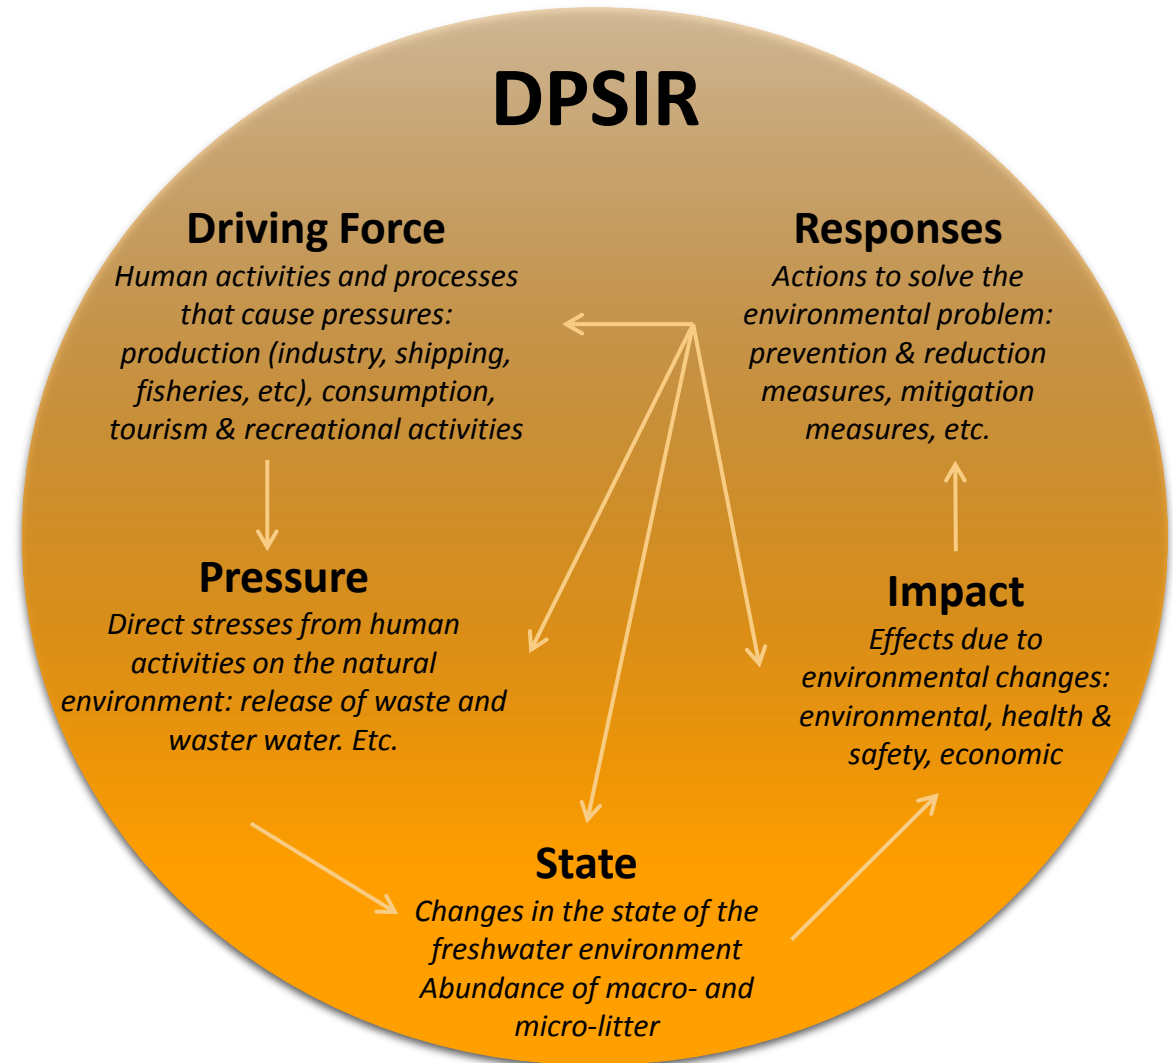 DPSIR
Driving Force
Human activities and processes
that cause pressures:
production (industry, shipping,
fisheries, etc), consumption,
tourism & recreational activities
Responses
Actions to solve the
environmental problem:
prevention & reduction
measures, mitigation
measures, etc.
Pressure
Direct stresses from human
activities on the natural
environment: release of waste and
waster water. Etc.
Impact
Effects due to
environmental changes:
environmental, health &
safety, economic
State
Changes in the state of the
freshwater environment
Abundance of macro- and
micro-litter